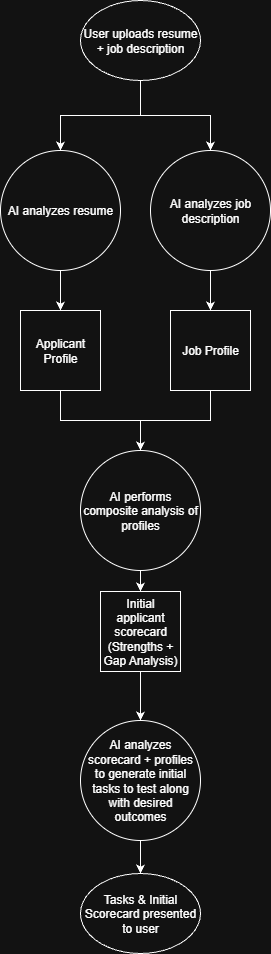 User uploads resume
+ job description
AI analyzes resume
AI analyzes job
description
Applicant
Profile
Job Profile
AI performs
composite analysis of
profiles
Initial
applicant
scorecard
(Strengths +
Gap Analysis)
AI analyzes
scorecard + profiles
to generate initial
tasks to test along
with desired
outcomes
Tasks & Initial
Scorecard presented
to user